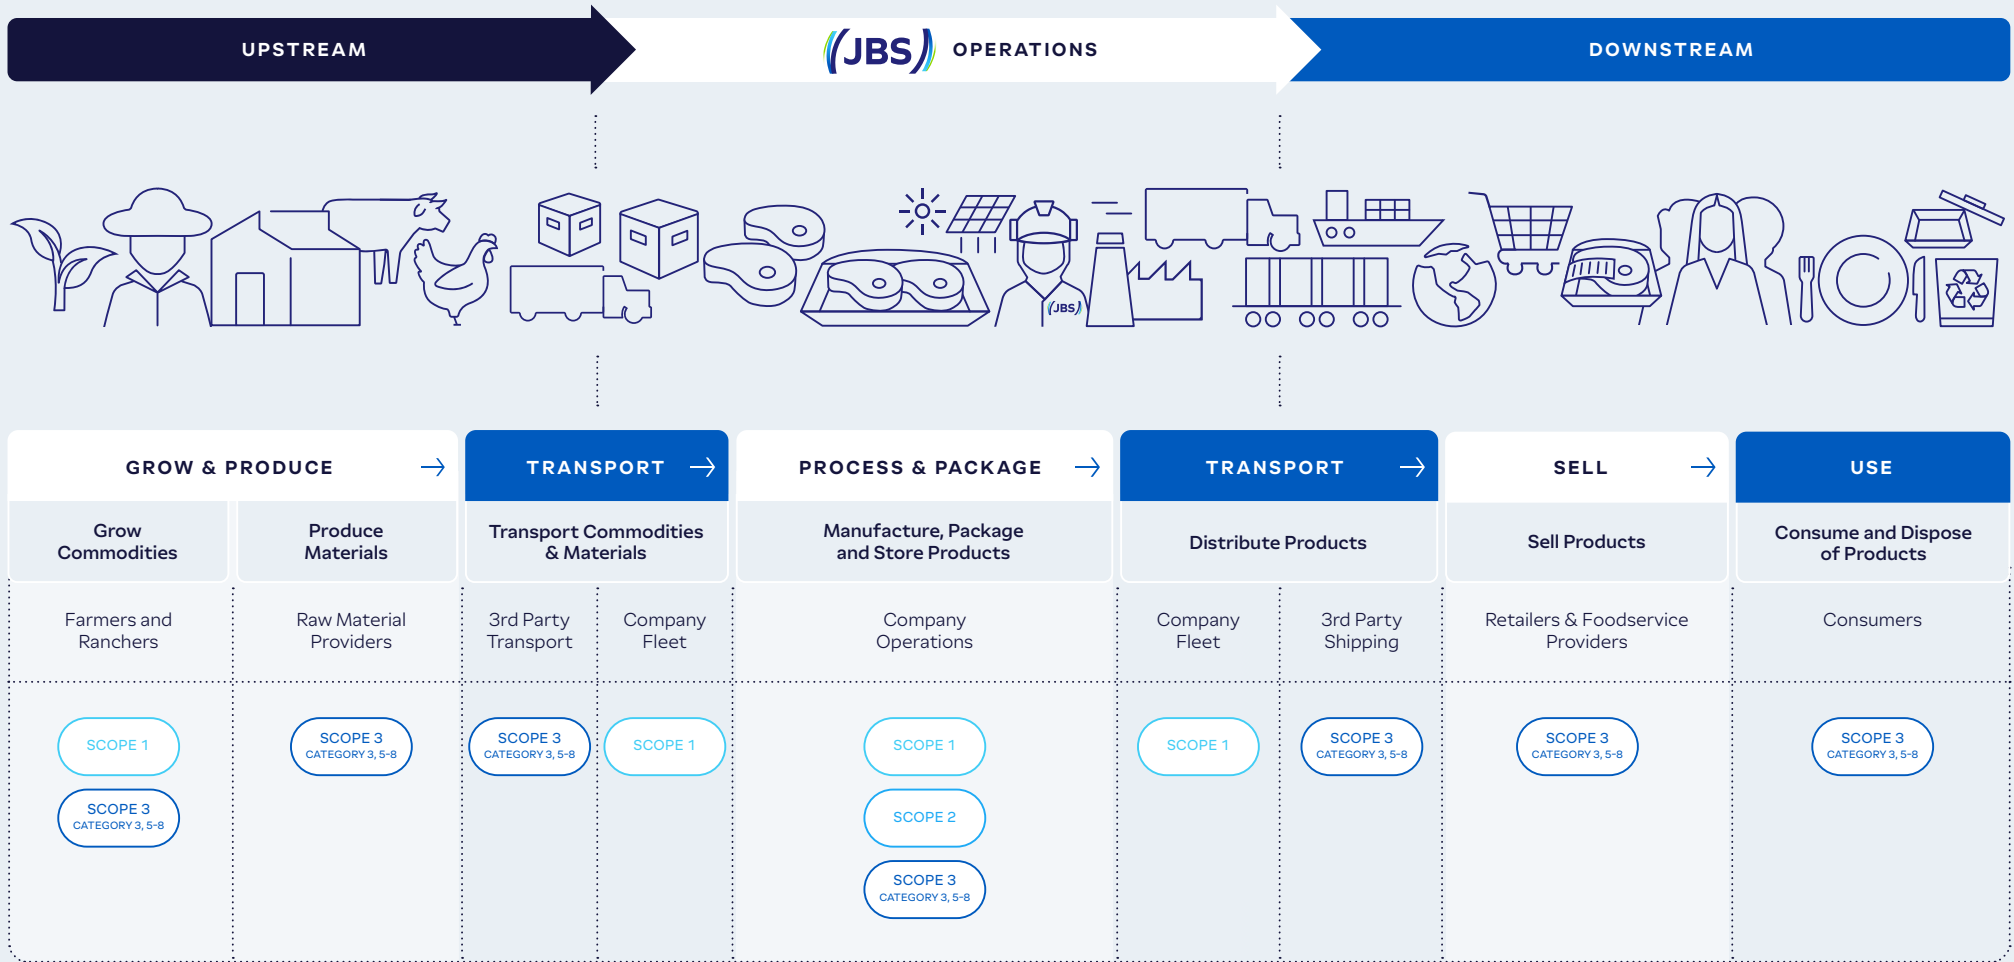 UPSTREAM
JBS OPERATIONS
DOWNSTREAM
JBS
GROW & PRODUCE
TRANSPORT
PROCESS & PACKAGE
TRANSPORT
SELL
USE
Grow
Commodities
Produce
Materials
Transport Commodities
& Materials
Manufacture, Package
and Store Products
Distribute Products
Sell Products
Consume and Dispose
of Products
Farmers and
Ranchers
Raw Material
Providers
3rd Party
Transport
Company
Fleet
Company
Operations
Company
Fleet
3rd Party
Shipping
Retailers & Foodservice
Providers
Consumers
SCOPE 1
SCOPE 3
CATEGORY 3, 5-8
SCOPE 3
CATEGORY 3, 5-8
SCOPE 3
CATEGORY 3, 5-8
SCOPE 1
SCOPE 1
SCOPE 2
SCOPE 3
CATEGORY 3, 5-8
SCOPE 1
SCOPE 3
CATEGORY 3, 5-8
SCOPE 3
CATEGORY 3, 5-8
SCOPE 3
CATEGORY 3, 5-8